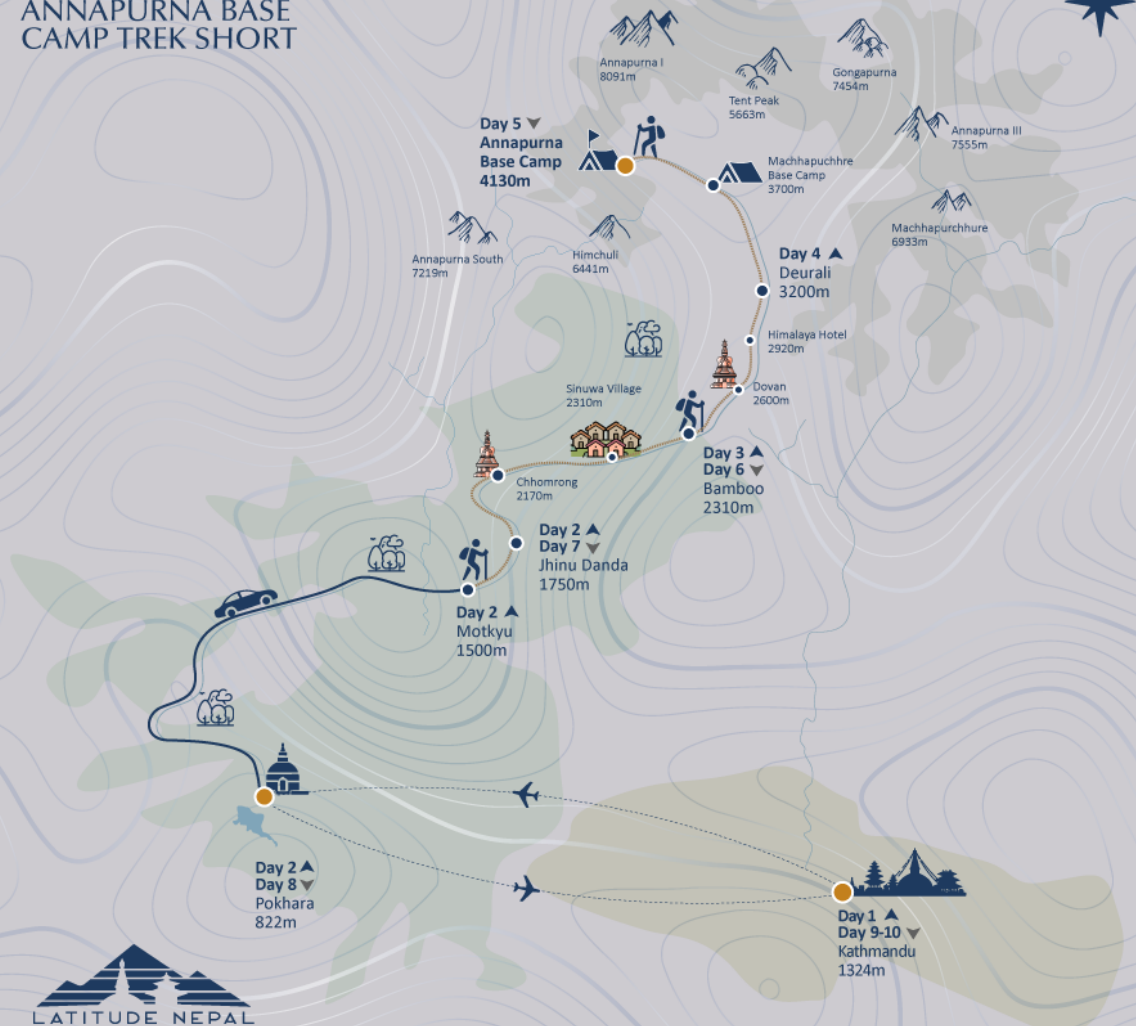 ANNAPURNA BASE
CAMP TREK SHORT
Annapurna I
8091m
Tent Peak
5663m
Gongapurna
7454m
Annapurna III
7555m
Day 5
Annapurna
Base Camp
4130m
Machhapuchhre
Base Camp
3700m
Machhapurchhure
6933m
Annapurna South
7219m
Himchuli
6441m
Day 4
Deurali
3200m
Himalaya Hotel
2920m
Dovan
2600m
Sinuwa Village
2310m
Day 3
Day 6
Bamboo
2310m
Chhomrong
2170m
Day 2
Day 7
Jhinu Danda
1750m
Day 2
Motkyu
1500m
Day 2
Day 8
Pokhara
822m
Day 1
Day 9-10
Kathmandu
1324m
LATITUDE NEPAL